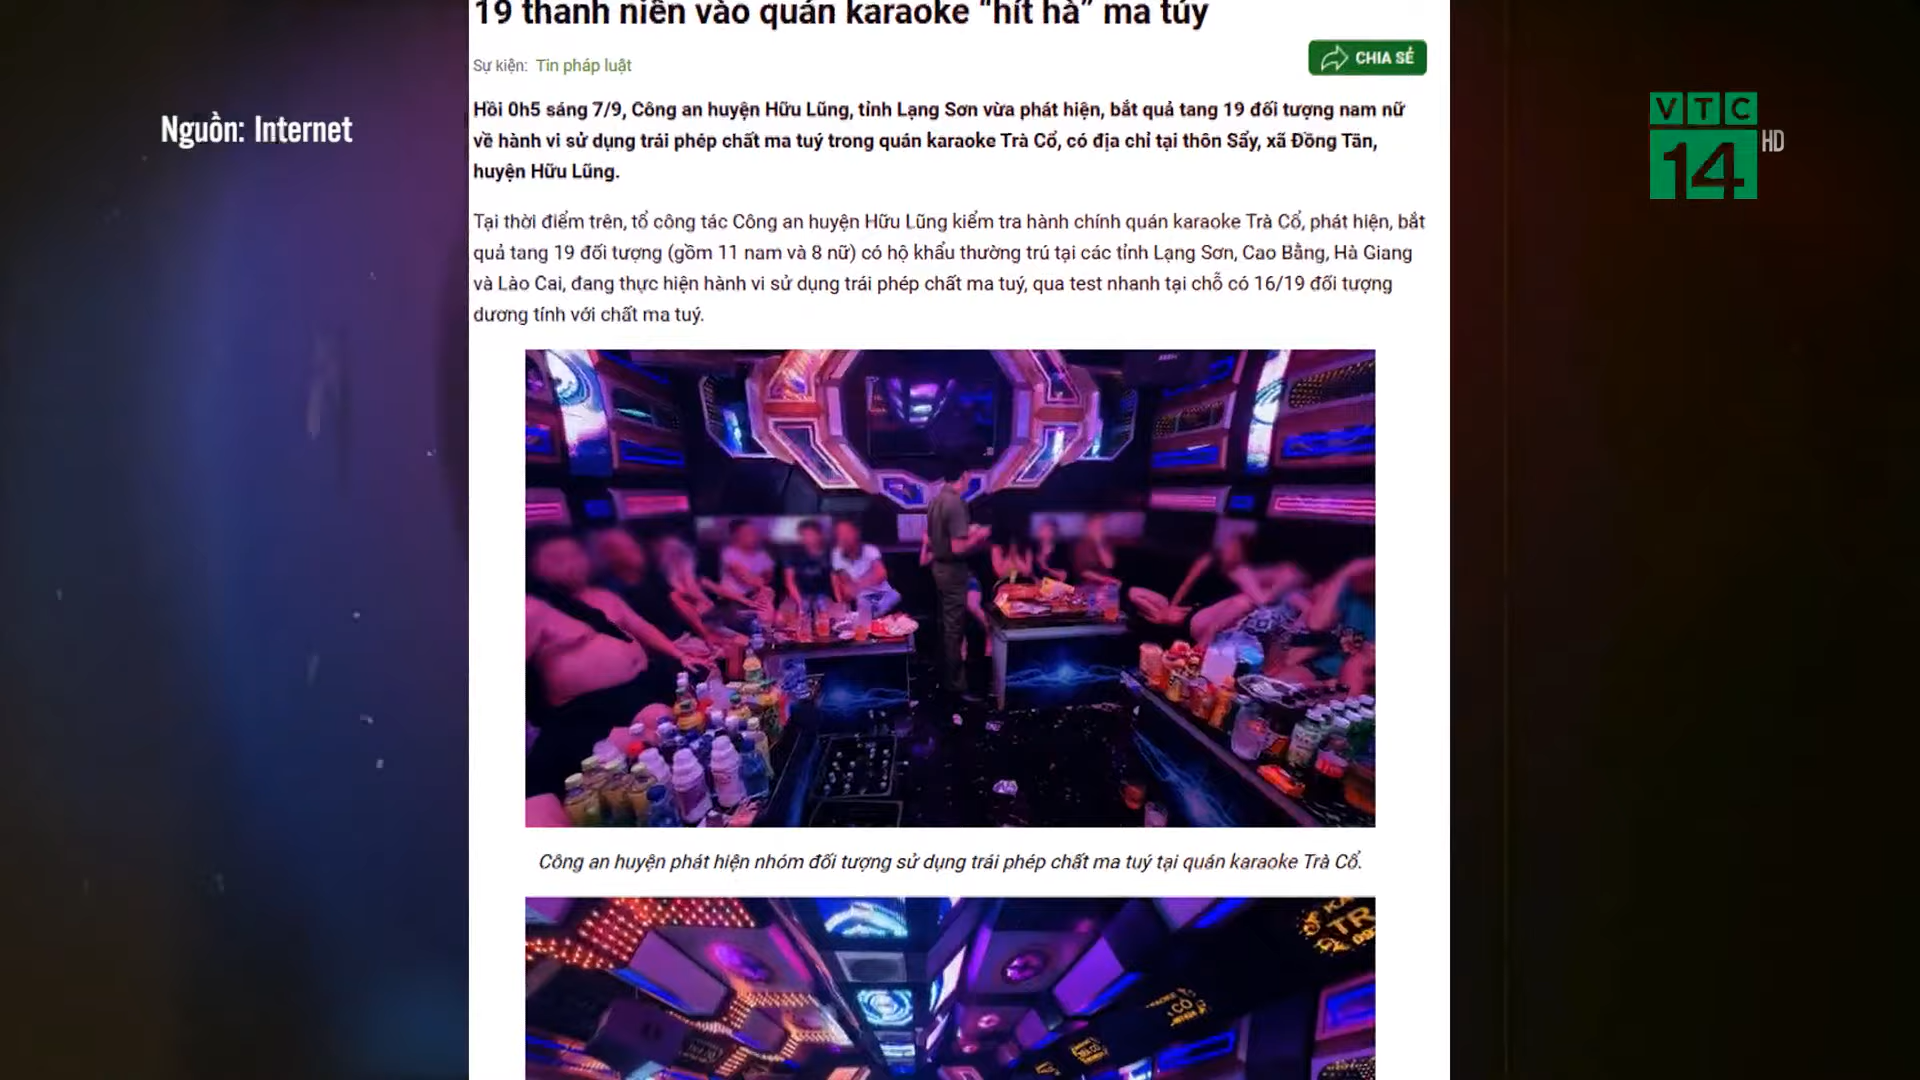 19 thanh niên vào quán karaoke “hít hà” ma túy
Sự kiện: Tin pháp luật
CHIA SẺ
Nguồn: Internet
VTC
14
HD
Hồi 0h5 sáng 7/9, Công an huyện Hữu Lũng, tỉnh Lạng Sơn vừa phát hiện, bắt quả tang 19 đối tượng nam nữ
về hành vi sử dụng trái phép chất ma tuý trong quán karaoke Trà Cổ, có địa chỉ tại thôn Sẩy, xã Đồng Tân,
huyện Hữu Lũng.
Tại thời điểm trên, tổ công tác Công an huyện Hữu Lũng kiểm tra hành chính quán karaoke Trà Cổ, phát hiện, bắt
quả tang 19 đối tượng (gồm 11 nam và 8 nữ) có hộ khẩu thường trú tại các tỉnh Lạng Sơn, Cao Bằng, Hà Giang
và Lào Cai, đang thực hiện hành vi sử dụng trái phép chất ma tuý, qua test nhanh tại chỗ có 16/19 đối tượng
dương tính với chất ma tuý.
Công an huyện phát hiện nhóm đối tượng sử dụng trái phép chất ma tuý tại quán karaoke Trà Cổ.